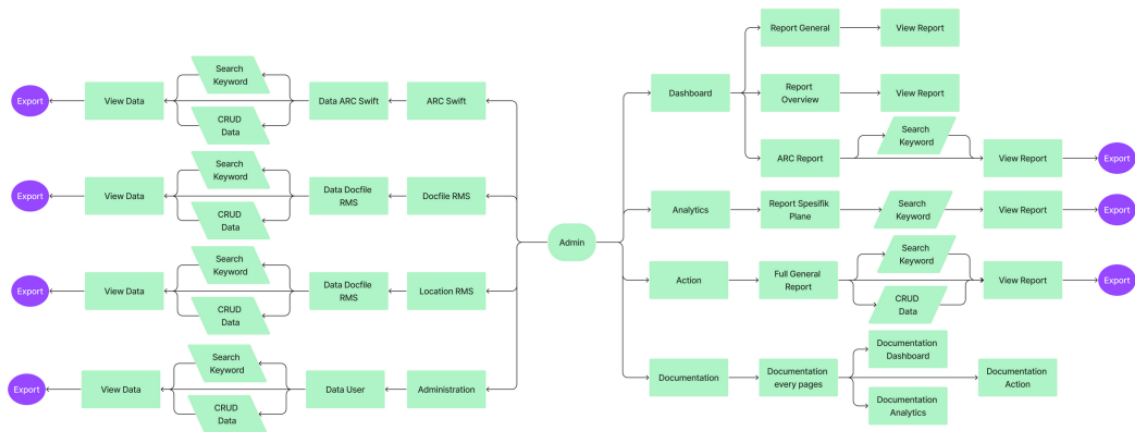 Report General
View Report
Search
Keyword
Export
View Data
CRUD
Data
Data ARC Swift
ARC Swift
Dashboard
Report
Overview
View Report
ARC Report
Search
Keyword
View Report
Export
Search
Keyword
Export
View Data
CRUD
Data
Data Docfile
RMS
Docfile RMS
Analytics
Report Spesifik
Plane
Search
Keyword
View Report
Export
Admin
Search
Keyword
Export
View Data
CRUD
Data
Data Docfile
RMS
Location RMS
Action
Full General
Report
Search
Keyword
CRUD
Data
View Report
Export
Search
Keyword
Export
View Data
CRUD
Data
Data User
Administration
Documentation
Documentation
every pages
Documentation
Dashboard
Documentation
Action
Documentation
Analytics